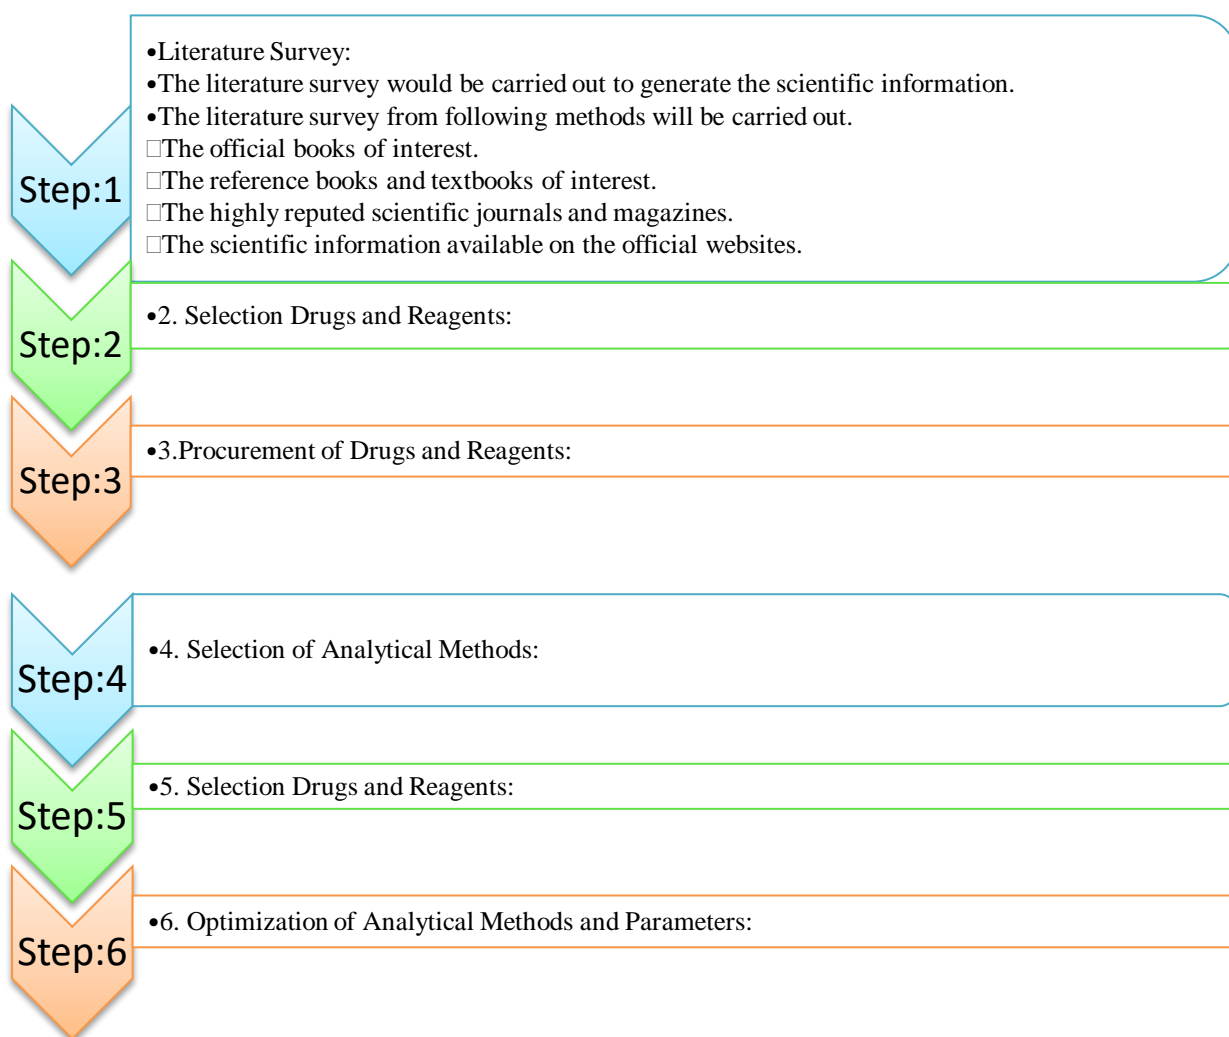 •Literature Survey:
•The literature survey would be carried out to generate the scientific information.
•The literature survey from following methods will be carried out.
□The official books of interest.
□The reference books and textbooks of interest.
□The highly reputed scientific journals and magazines.
□The scientific information available on the official websites.
Step:1
•2. Selection Drugs and Reagents:
Step:2
•3.Procurement of Drugs and Reagents:
Step:3
•4. Selection of Analytical Methods:
Step:4
•5. Selection Drugs and Reagents:
Step:5
•6. Optimization of Analytical Methods and Parameters:
Step:6